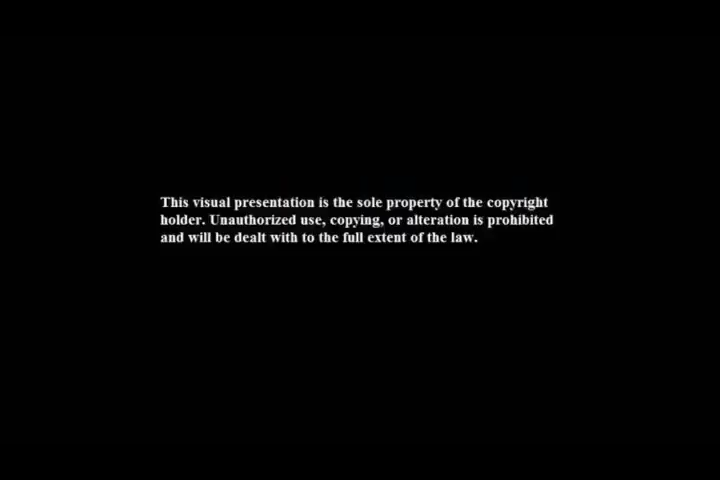 This visual presentation is the sole property of the copyright
holder. Unauthorized use, copying, or alteration is prohibited
and will be dealt with to the full extent of the law.